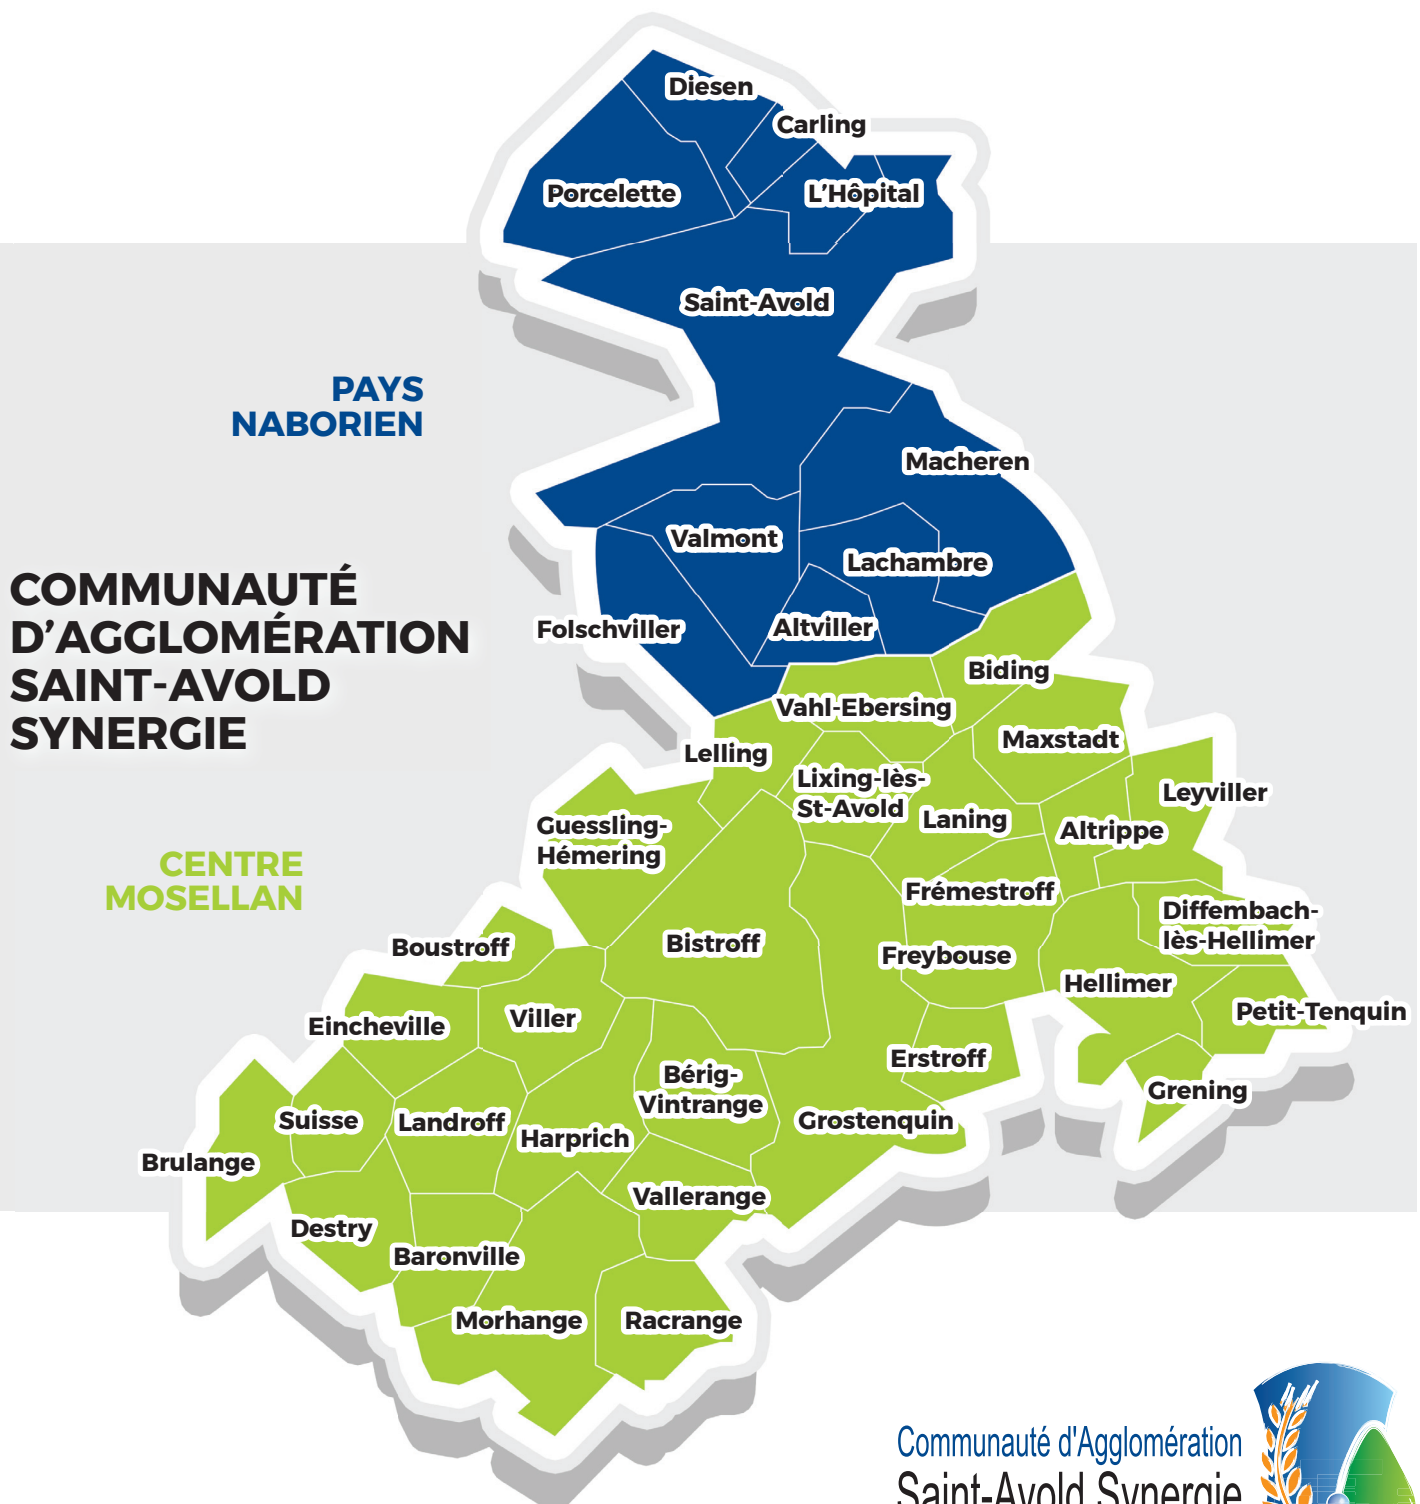 Diesen
Carling
Porcelette
L'Hôpital
Saint-Avold
PAYS
NABORIEN
Macheren
Valmont
Lachambre
COMMUNAUTÉ
D'AGGLOMÉRATION
SAINT-AVOLD
SYNERGIE
Folschviller
Altviller
Biding
Vahl-Ebersing
Maxstadt
Lelling
Lixing-lès-
St-Avold
Leyviller
Laning
Altrippe
Guessling-
Hémering
CENTRE
MOSELLAN
Frémestroff
Diffembach-
lès-Hellimer
Boustroff
Bistroff
Freybouse
Hellimer
Petit-Tenquin
Eincheville
Viller
Erstroff
Bérig-
Vintrange
Grening
Suisse
Landroff
Harprich
Grostenquin
Brulange
Vallerange
Destry
Baronville
Morhange
Racrange
Communauté d'Agglomération
Saint-Avold Synergie